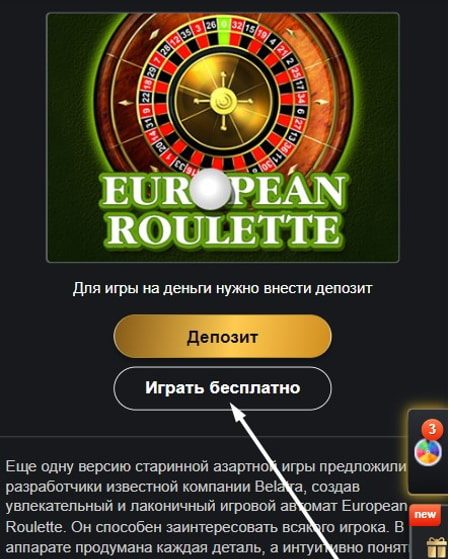 EUROPEAN
ROULETTE
Для игры на деньги нужно внести депозит
Депозит
Играть бесплатно
3
Еще одну версию старинной азартной игры предложили
разработчики известной компании Belatra, создав
увлекательный и лаконичный игровой автомат European
Roulette. Он способен заинтересовать всякого игрока. В
new
аппарате продумана каждая деталь, а интуитивно